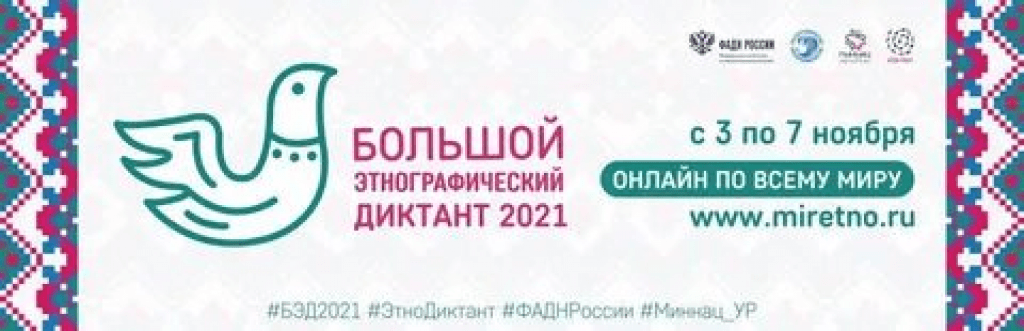 ФАДН РОССИИ
БОЛЬШОЙ
ЭТНОГРАФИЧЕСКИЙ
ДИКТАНТ 2021
с 3 по 7 ноября
ОНЛАЙН ПО ВСЕМУ МИРУ
www.miretno.ru
#БЭД2021 #ЭтноДиктант #ФАДНРоссии #Миннац_УР